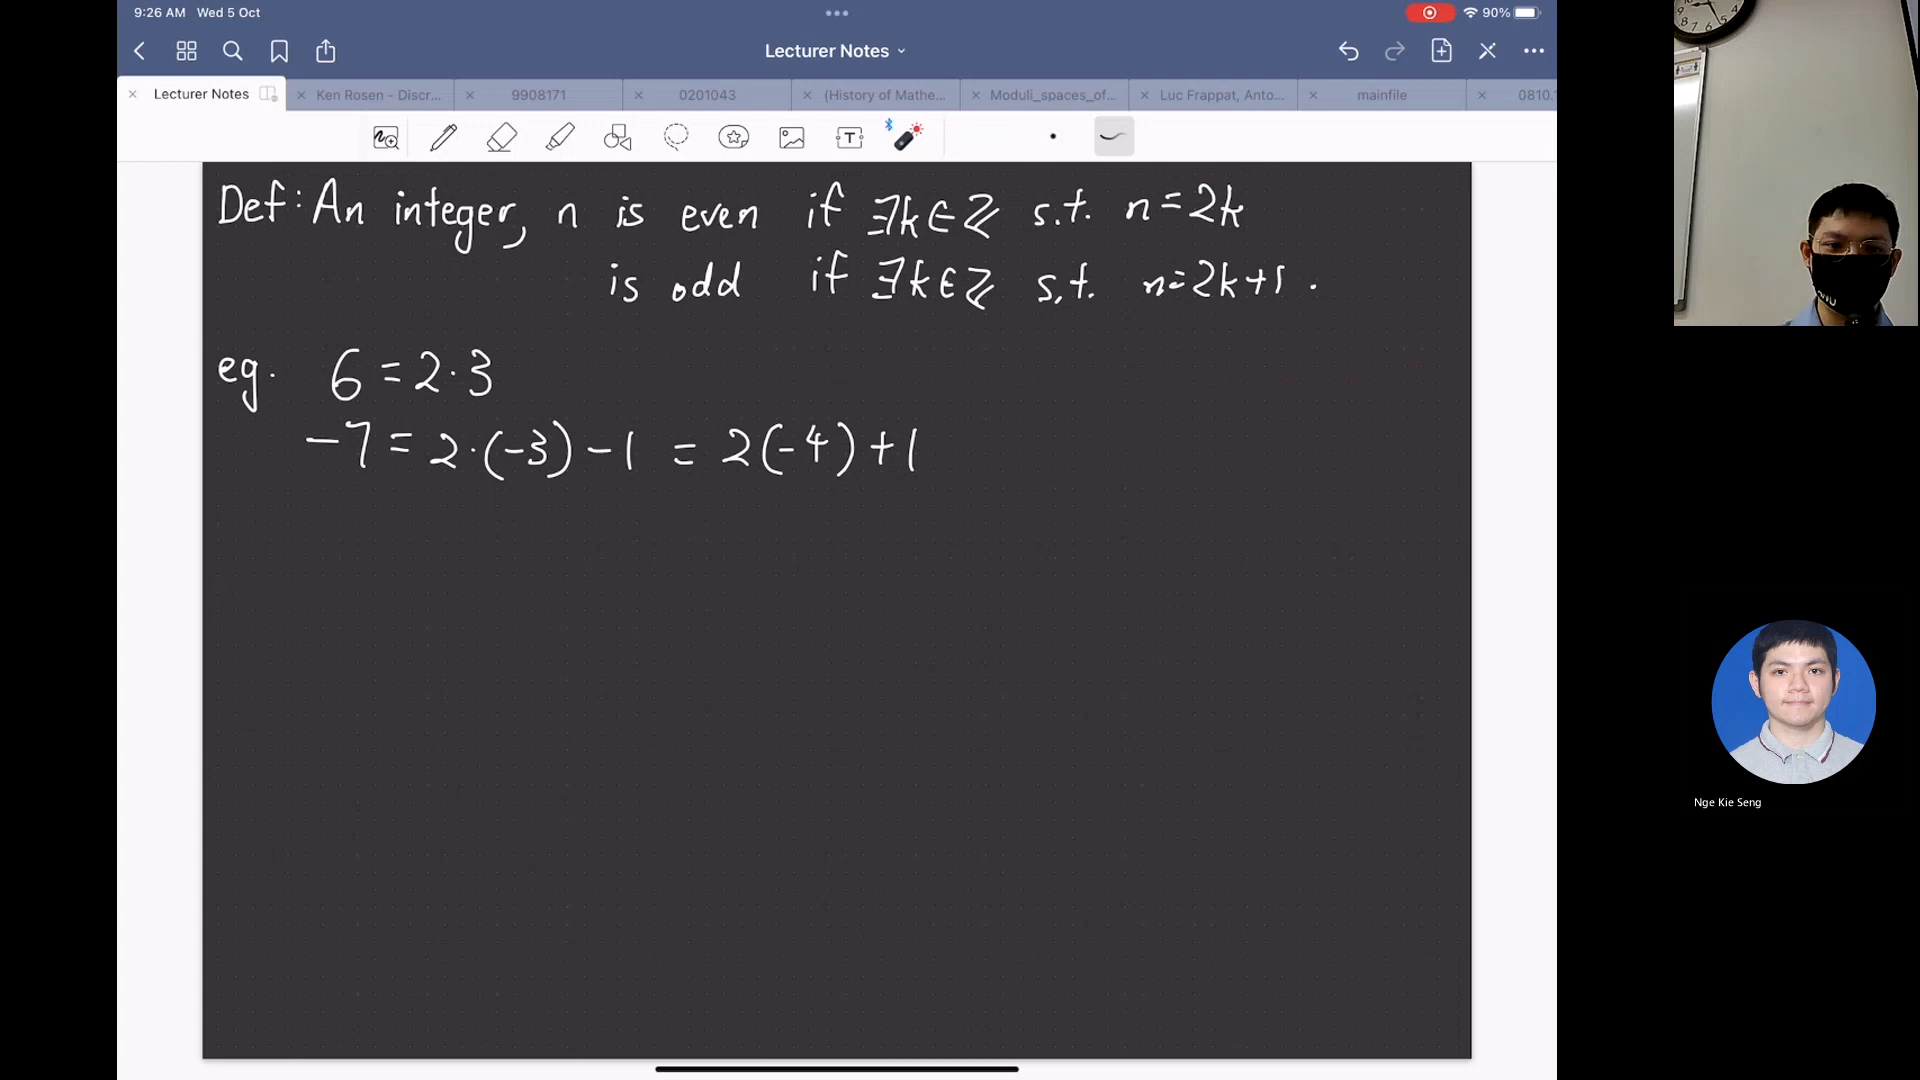 9:26 AM Wed 5 Oct
90%
Lecturer Notes
Lecturer Notes
Ken Rosen - Discr...
9908171
0201043
(History of Mathe...
Moduli_spaces_of...
Luc Frappat, Anto...
mainfile
0810.
Def: An integer, n is even if ∃k∈ℤ s.t. n=2k
is odd if ∃k∈ℤ s.t. n=2k+1.
eg. 6=2·3
-7=2·(-3)-1 = 2(-4)+1
Nge Kie Seng